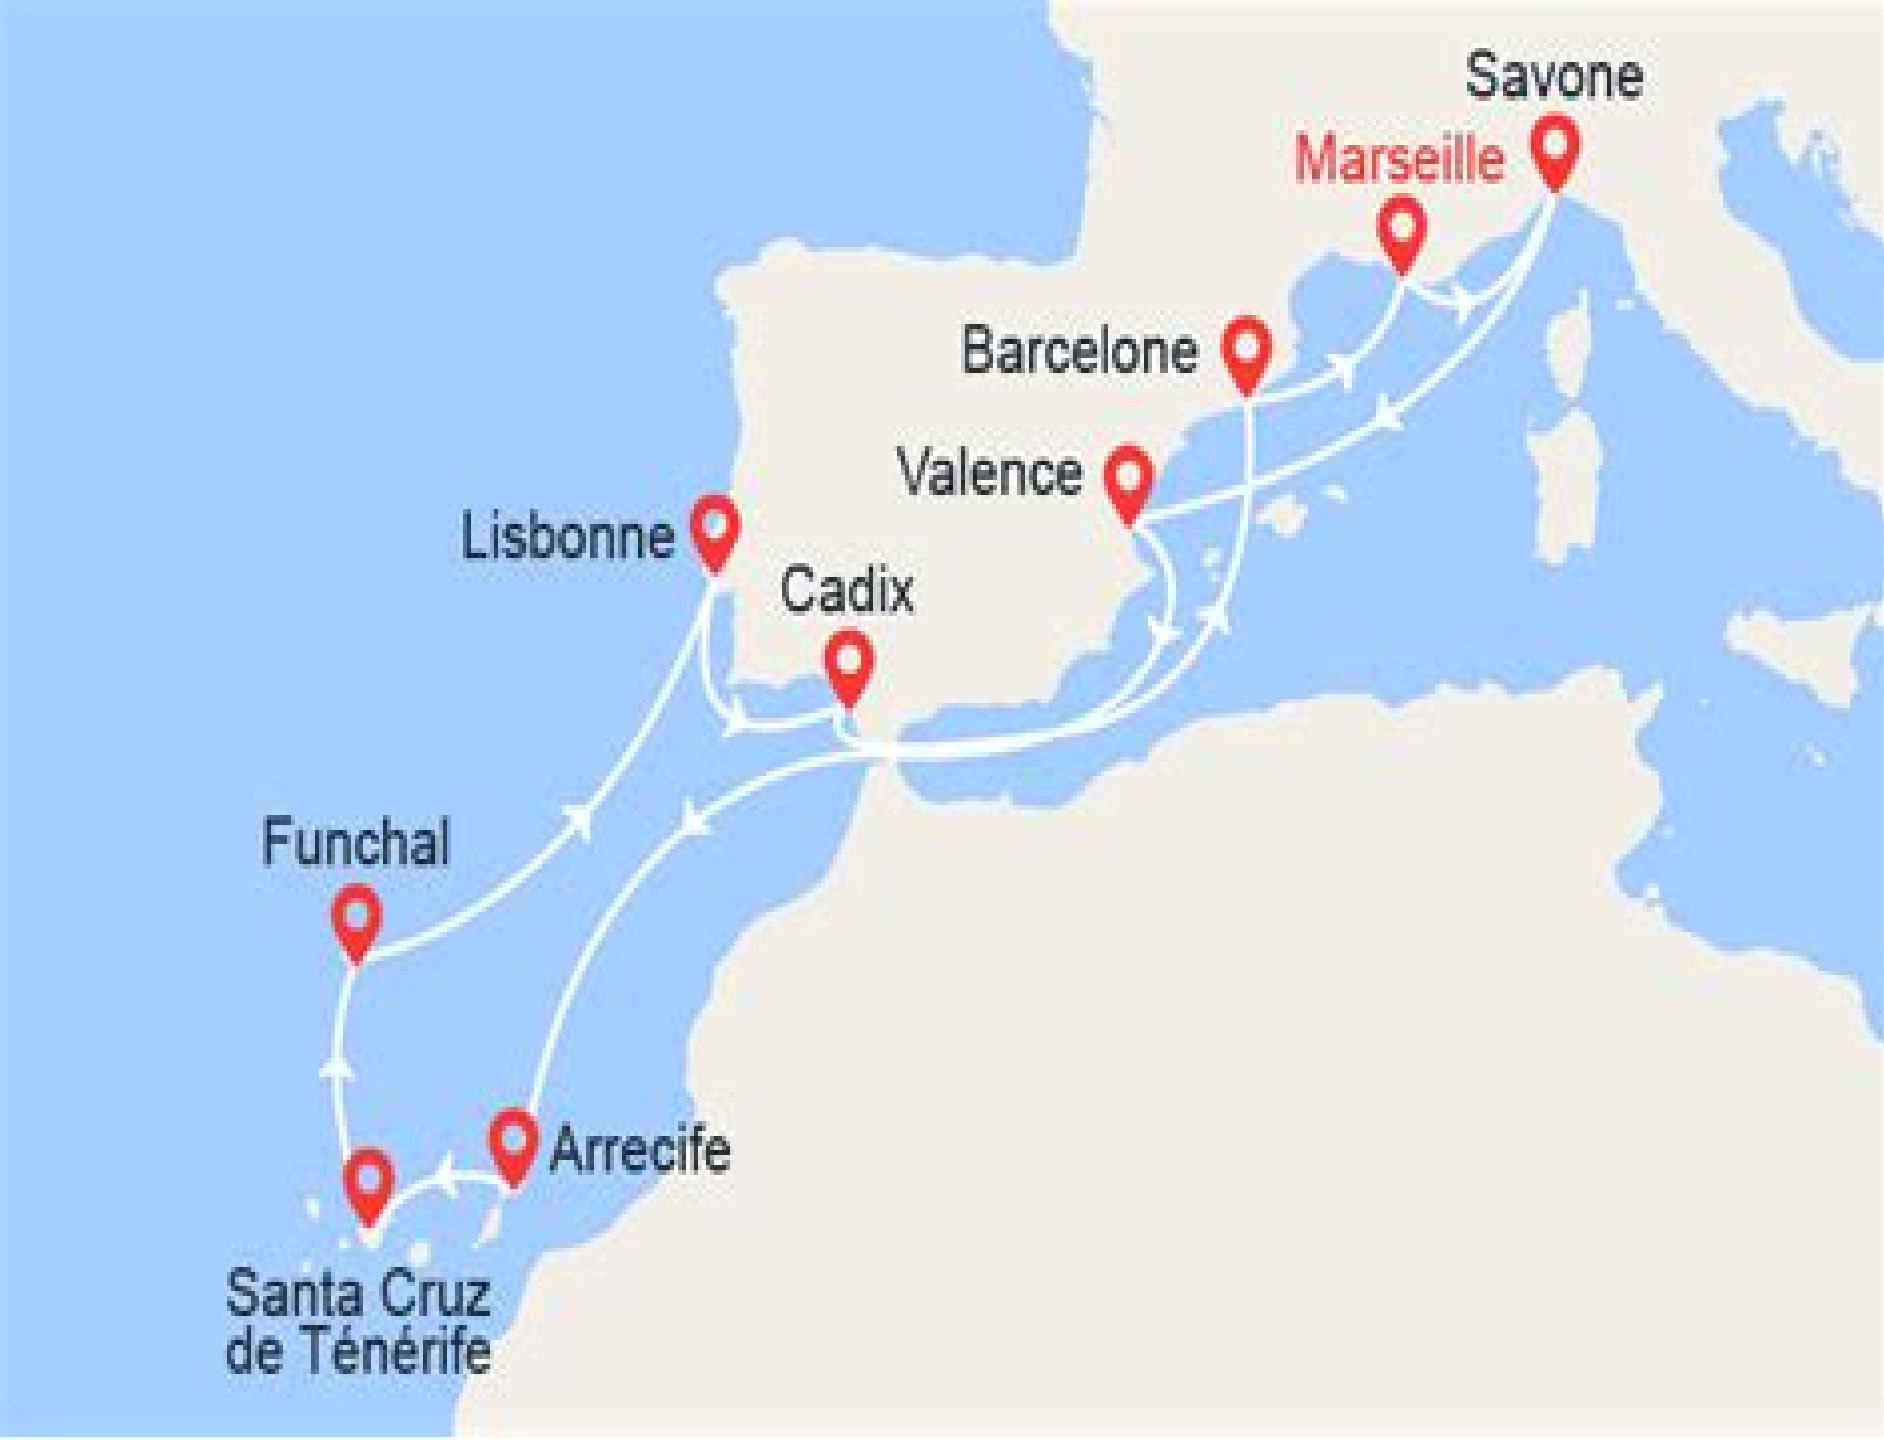 Savone
Marseille
Barcelone
Valence
Lisbonne
Cadix
Funchal
Arrecife
Santa Cruz
de Ténérife